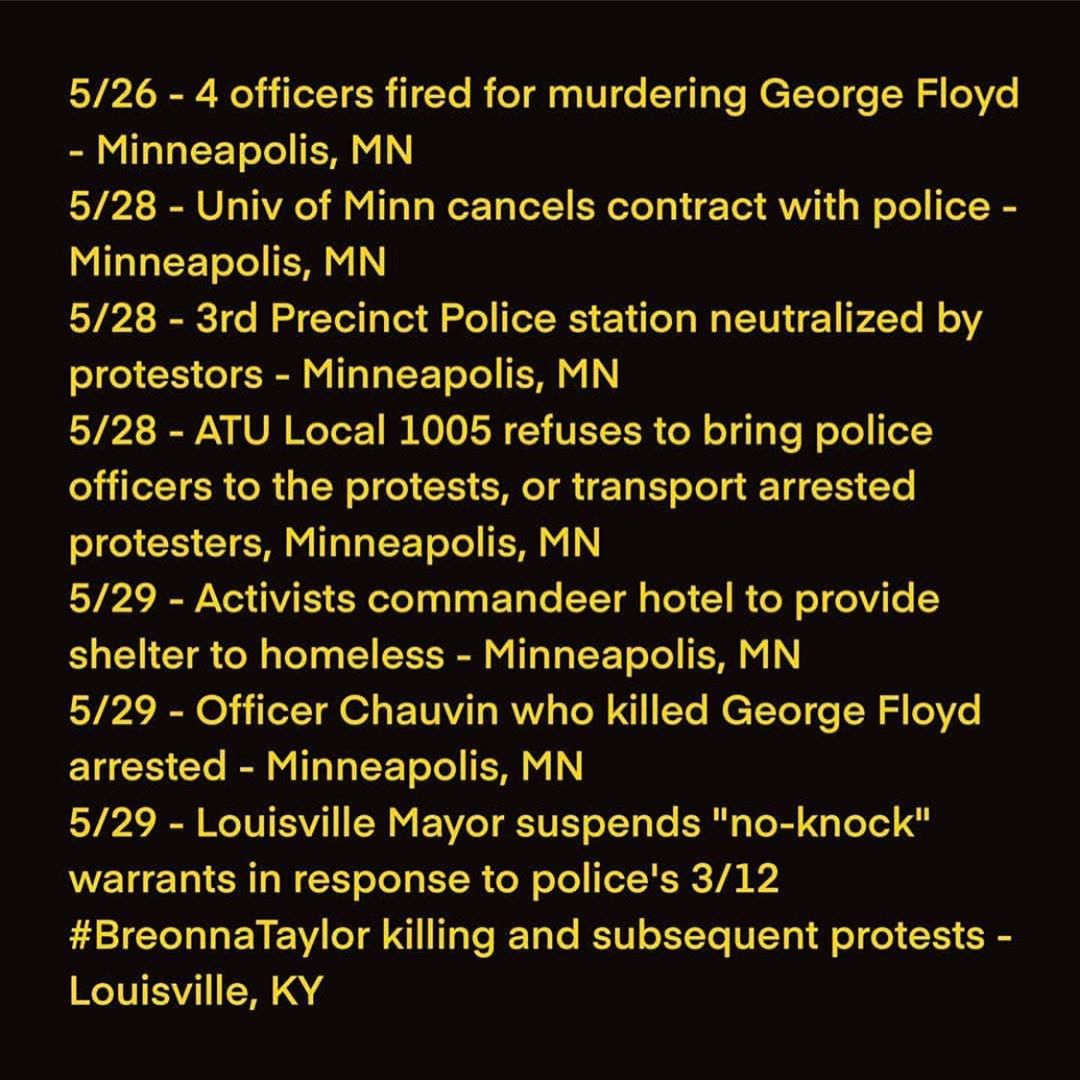 5/26 - 4 officers fired for murdering George Floyd
- Minneapolis, MN
5/28 - Univ of Minn cancels contract with police -
Minneapolis, MN
5/28 - 3rd Precinct Police station neutralized by
protestors - Minneapolis, MN
5/28 - ATU Local 1005 refuses to bring police
officers to the protests, or transport arrested
protesters, Minneapolis, MN
5/29 - Activists commandeer hotel to provide
shelter to homeless - Minneapolis, MN
5/29 - Officer Chauvin who killed George Floyd
arrested - Minneapolis, MN
5/29 - Louisville Mayor suspends "no-knock"
warrants in response to police's 3/12
#BreonnaTaylor killing and subsequent protests -
Louisville, KY